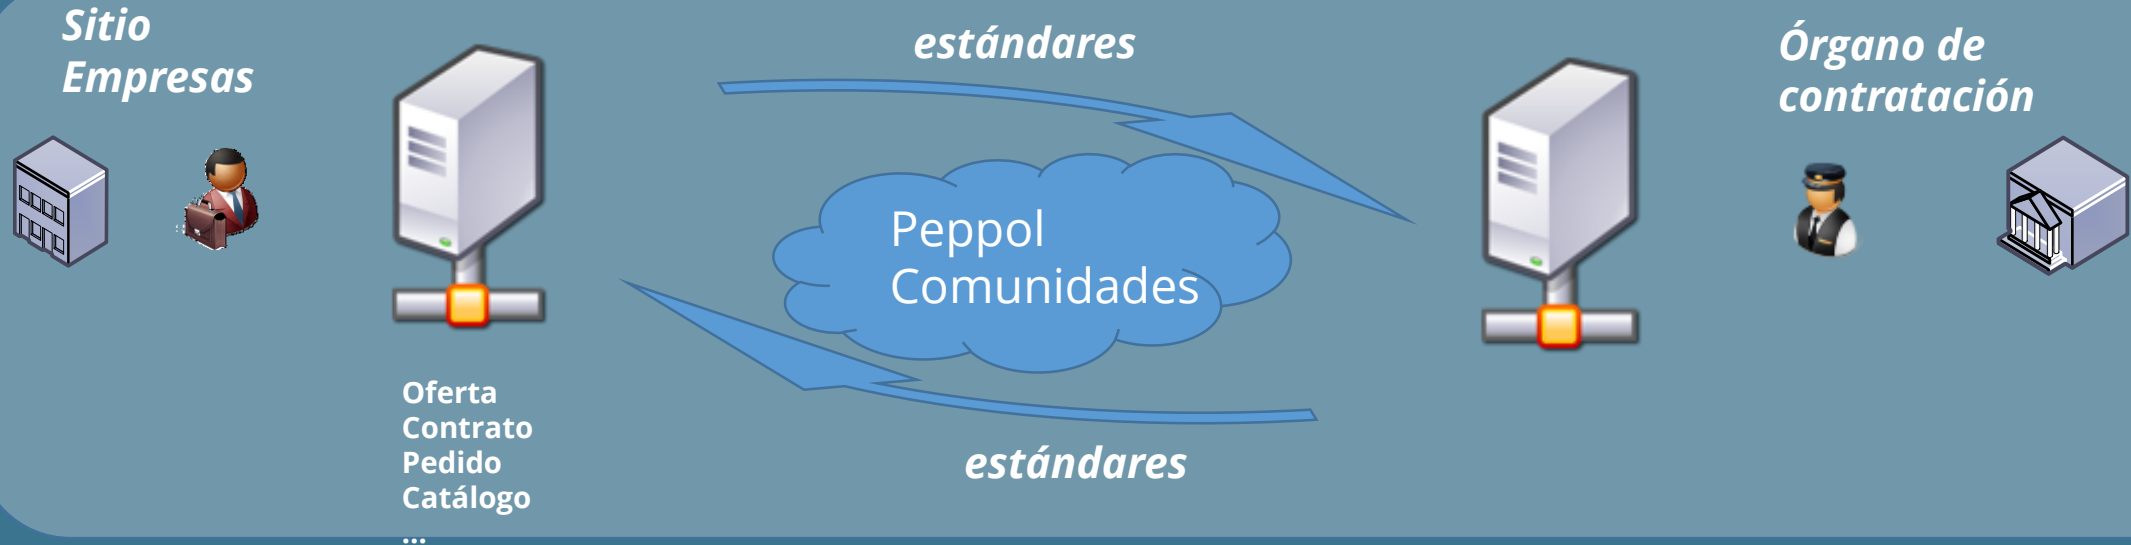 Sitio
Empresas
estándares
Órgano de
contratación
Peppol
Comunidades
Oferta
Contrato
Pedido
Catálogo
...
estándares